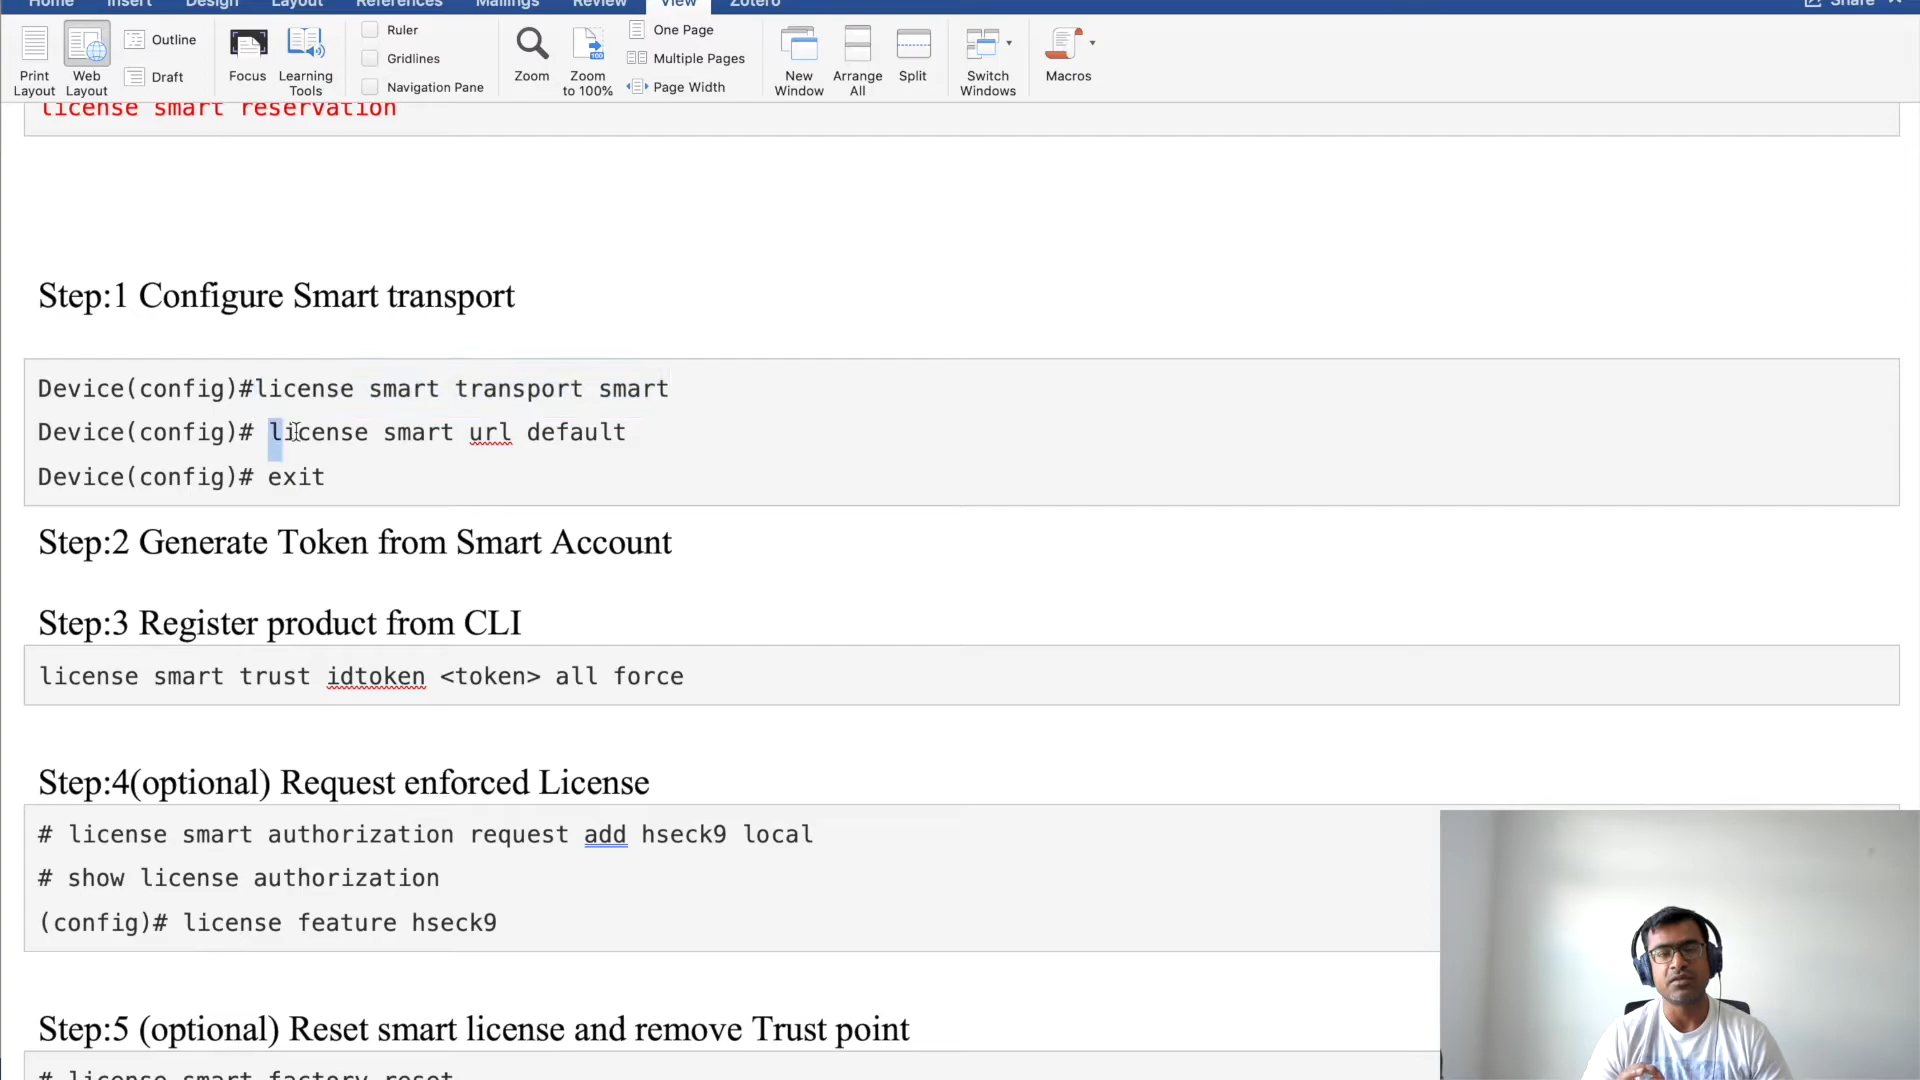 Home Insert Design Layout References Mailings Review View Zotero Share
Print Layout
Web Layout
Outline
Draft
Focus
Learning Tools
Ruler
Gridlines
Navigation Pane
Zoom
Zoom to 100%
100
One Page
Multiple Pages
Page Width
New Window
Arrange All
Split
Switch Windows
Macros
license smart reservation
Step:1 Configure Smart transport
Device(config)#license smart transport smart
Device(config)# license smart url default
Device(config)# exit
Step:2 Generate Token from Smart Account
Step:3 Register product from CLI
license smart trust idtoken <token> all force
Step:4(optional) Request enforced License
# license smart authorization request add hseck9 local
# show license authorization
(config)# license feature hseck9
Step:5 (optional) Reset smart license and remove Trust point
# license smart factory reset